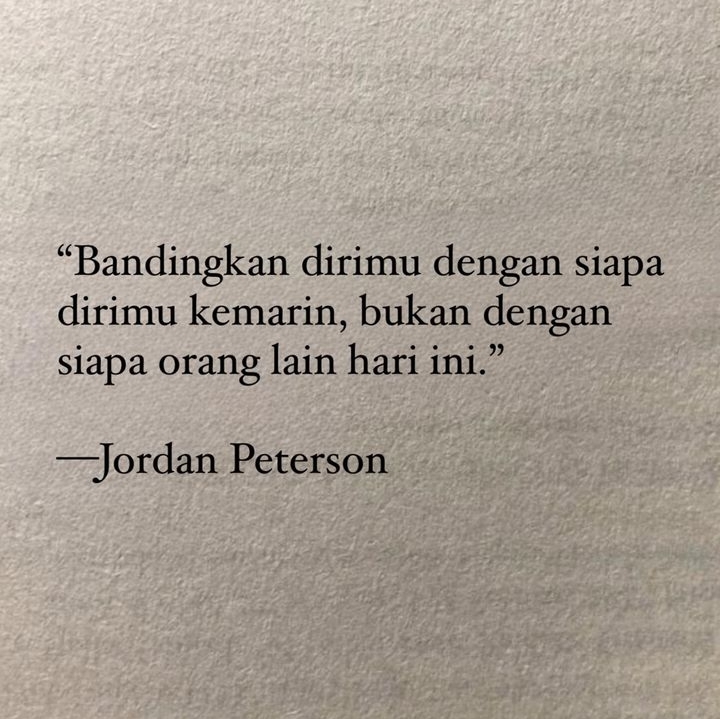 “Bandingkan dirimu dengan siapa
dirimu kemarin, bukan dengan
siapa orang lain hari ini.”
—Jordan Peterson